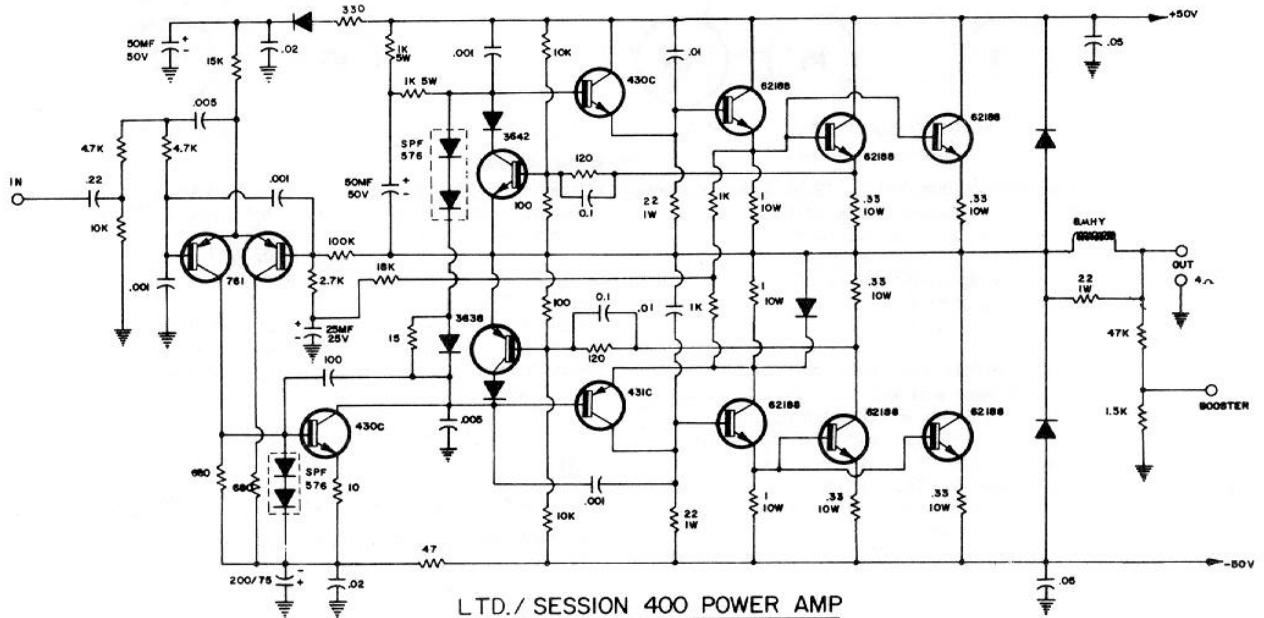 330
+50V
50MF
50V
.02
15K
1K
5W
.001
10K
.01
.05
1K 5W
430C
62188
62188
62188
.005
4.7K
4.7K
SPF
576
3642
120
0.1
IN
.22
.001
50MF
50V
100
22
1W
1K
1
10W
.33
10W
.33
10W
10K
100K
8MHY
OUT
4
.001
761
2.7K
18K
100
0.1
.01
1K
1
10W
.33
10W
22
1W
25MF
25V
3638
15
120
47K
100
431C
62188
62188
62188
BOOSTER
430C
.005
1.5K
680
680
SPF
576
10
.001
10K
22
1W
1
10W
.33
10W
.33
10W
47
-50V
200/75
.02
.05
LTD./ SESSION 400 POWER AMP